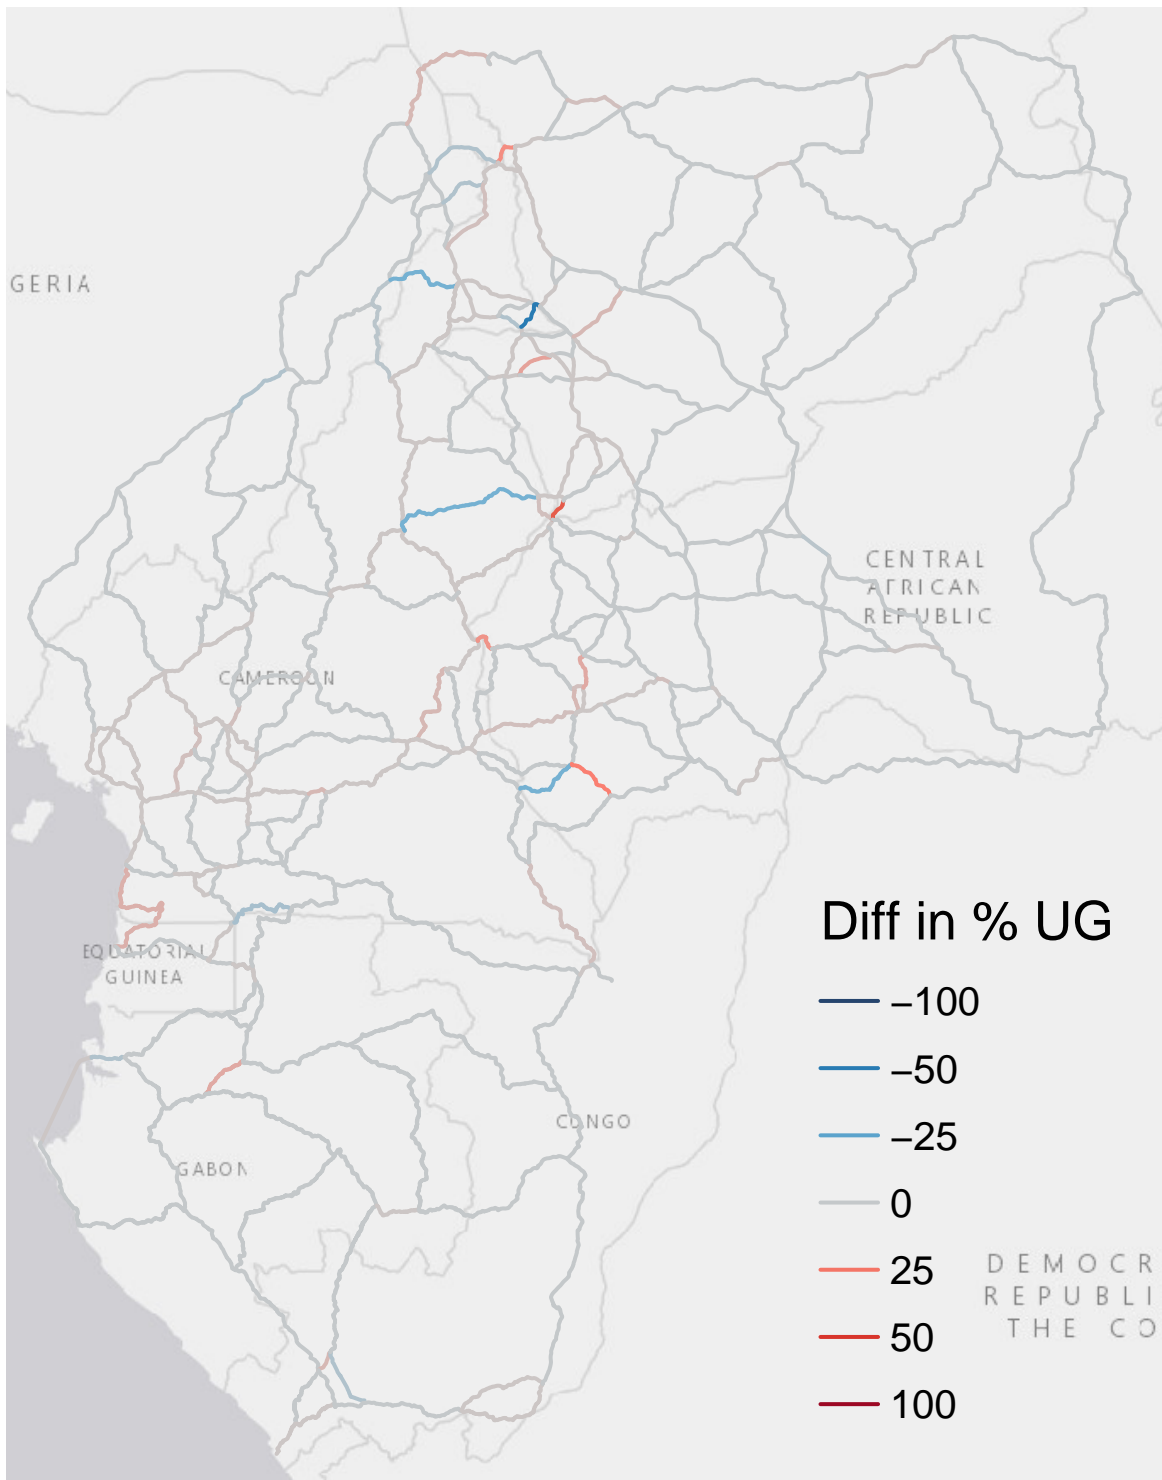 GERIA
CENTRAL
AFRICAN
REPUBLIC
CAMEROON
Diff in % UG
EQUATORIAL
GUINEA
–100
–50
–25
CONGO
GABON
0
25
DEMOCR
REPUBLI
THE CO
50
100